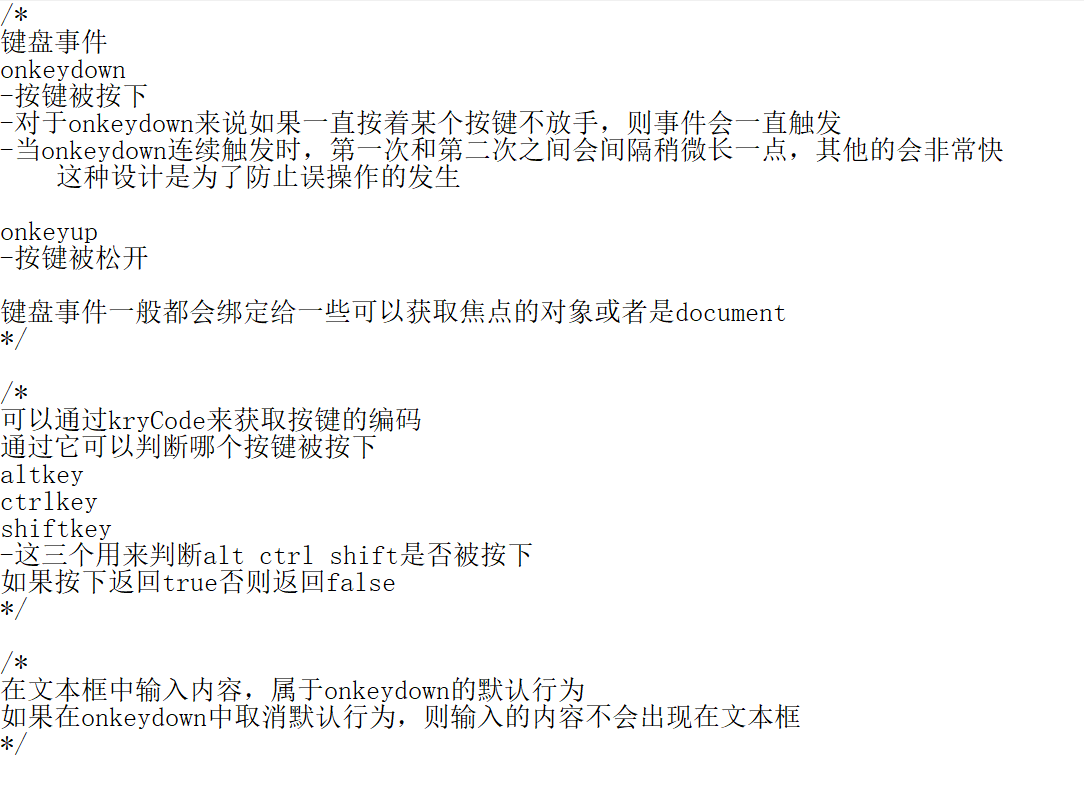 /*
键盘事件
onkeydown
-按键被按下
-对于onkeydown来说如果一直按着某个按键不放手，则事件会一直触发
-当onkeydown连续触发时，第一次和第二次之间会间隔稍微长一点，其他的会非常快
这种设计是为了防止误操作的发生
onkeyup
-按键被松开
键盘事件一般都会绑定给一些可以获取焦点的对象或者是document
*/
/*
可以通过kryCode来获取按键的编码
通过它可以判断哪个按键被按下
altkey
ctrlkey
shiftkey
-这三个用来判断alt ctrl shift是否被按下
如果按下返回true否则返回false
*/
/*
在文本框中输入内容，属于onkeydown的默认行为
如果在onkeydown中取消默认行为，则输入的内容不会出现在文本框
*/